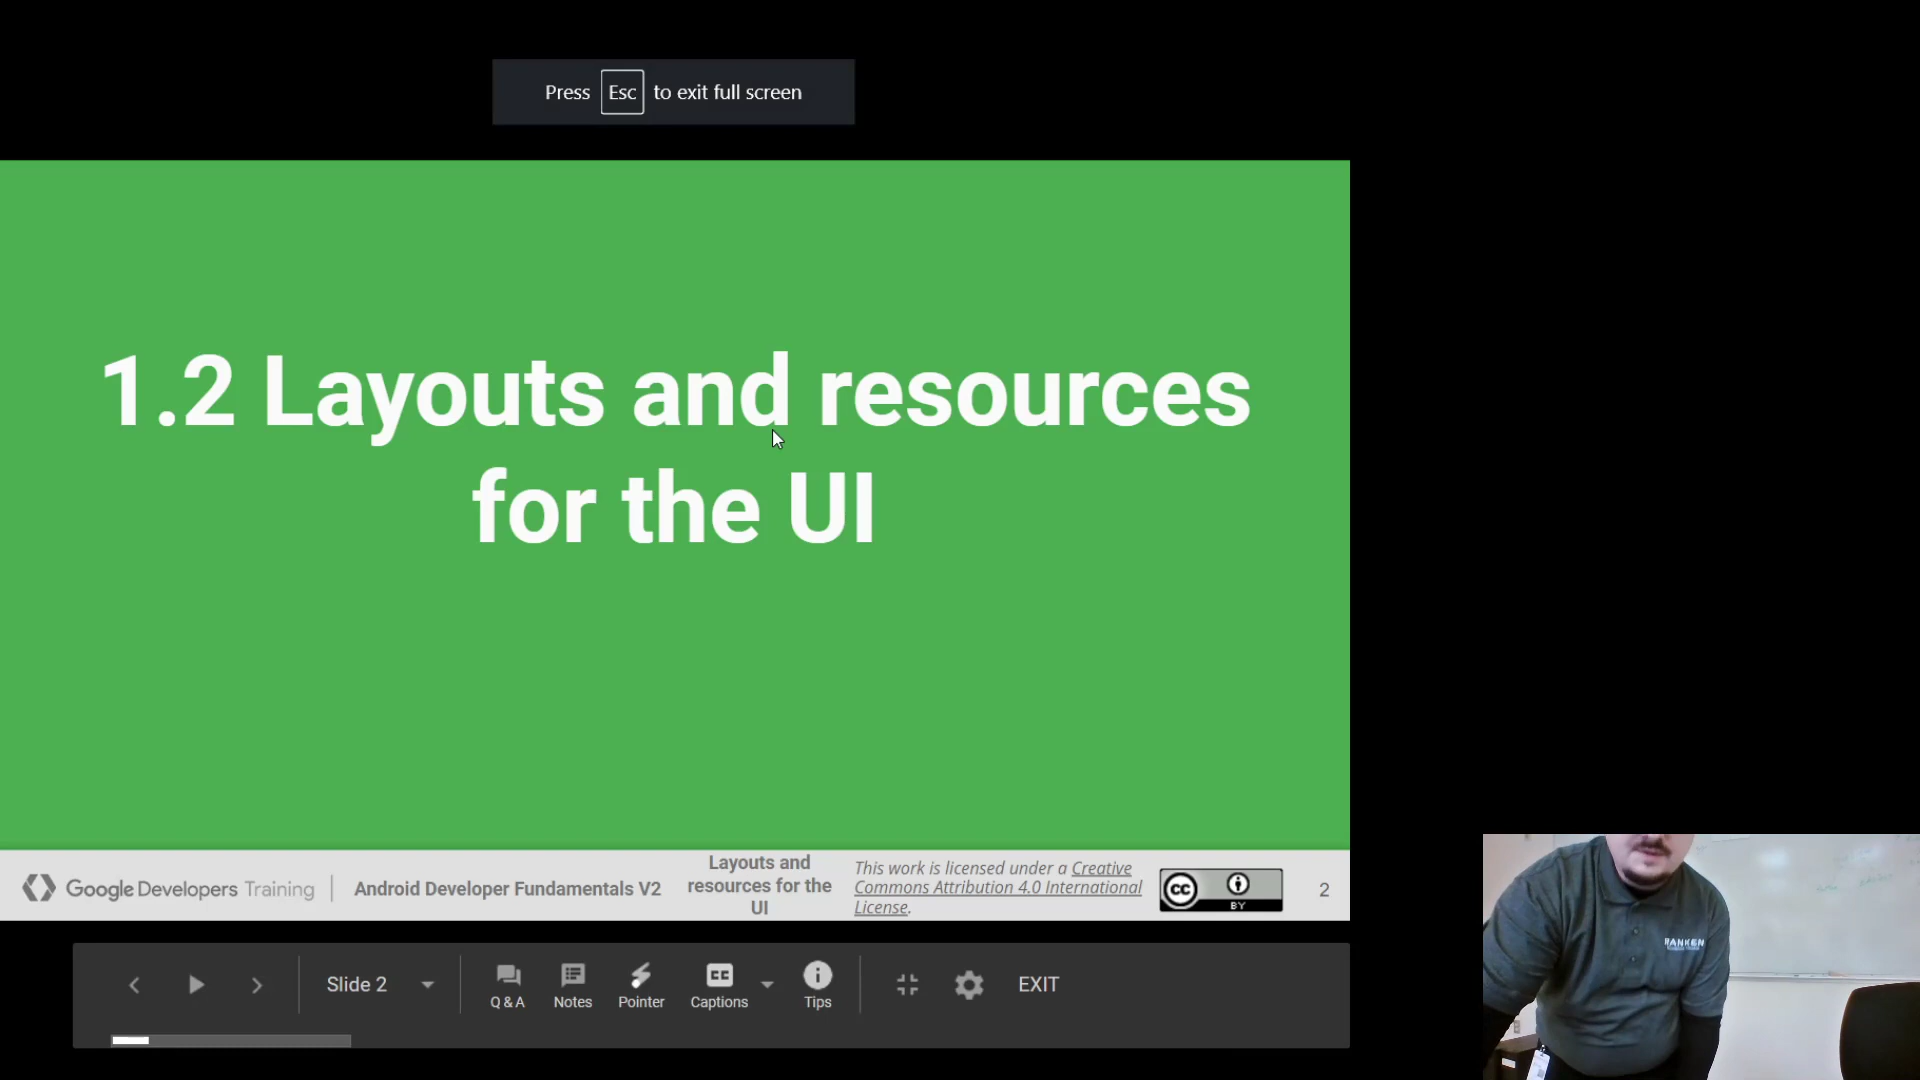 Press Esc to exit full screen
1.2 Layouts and resources
for the UI
Google Developers Training
Android Developer Fundamentals V2
Layouts and
resources for the
UI
This work is licensed under a Creative
Commons Attribution 4.0 International
License.
cc
BY
2
Slide 2
Q & A
Notes
Pointer
CC
Captions
Tips
EXIT
RANKEN